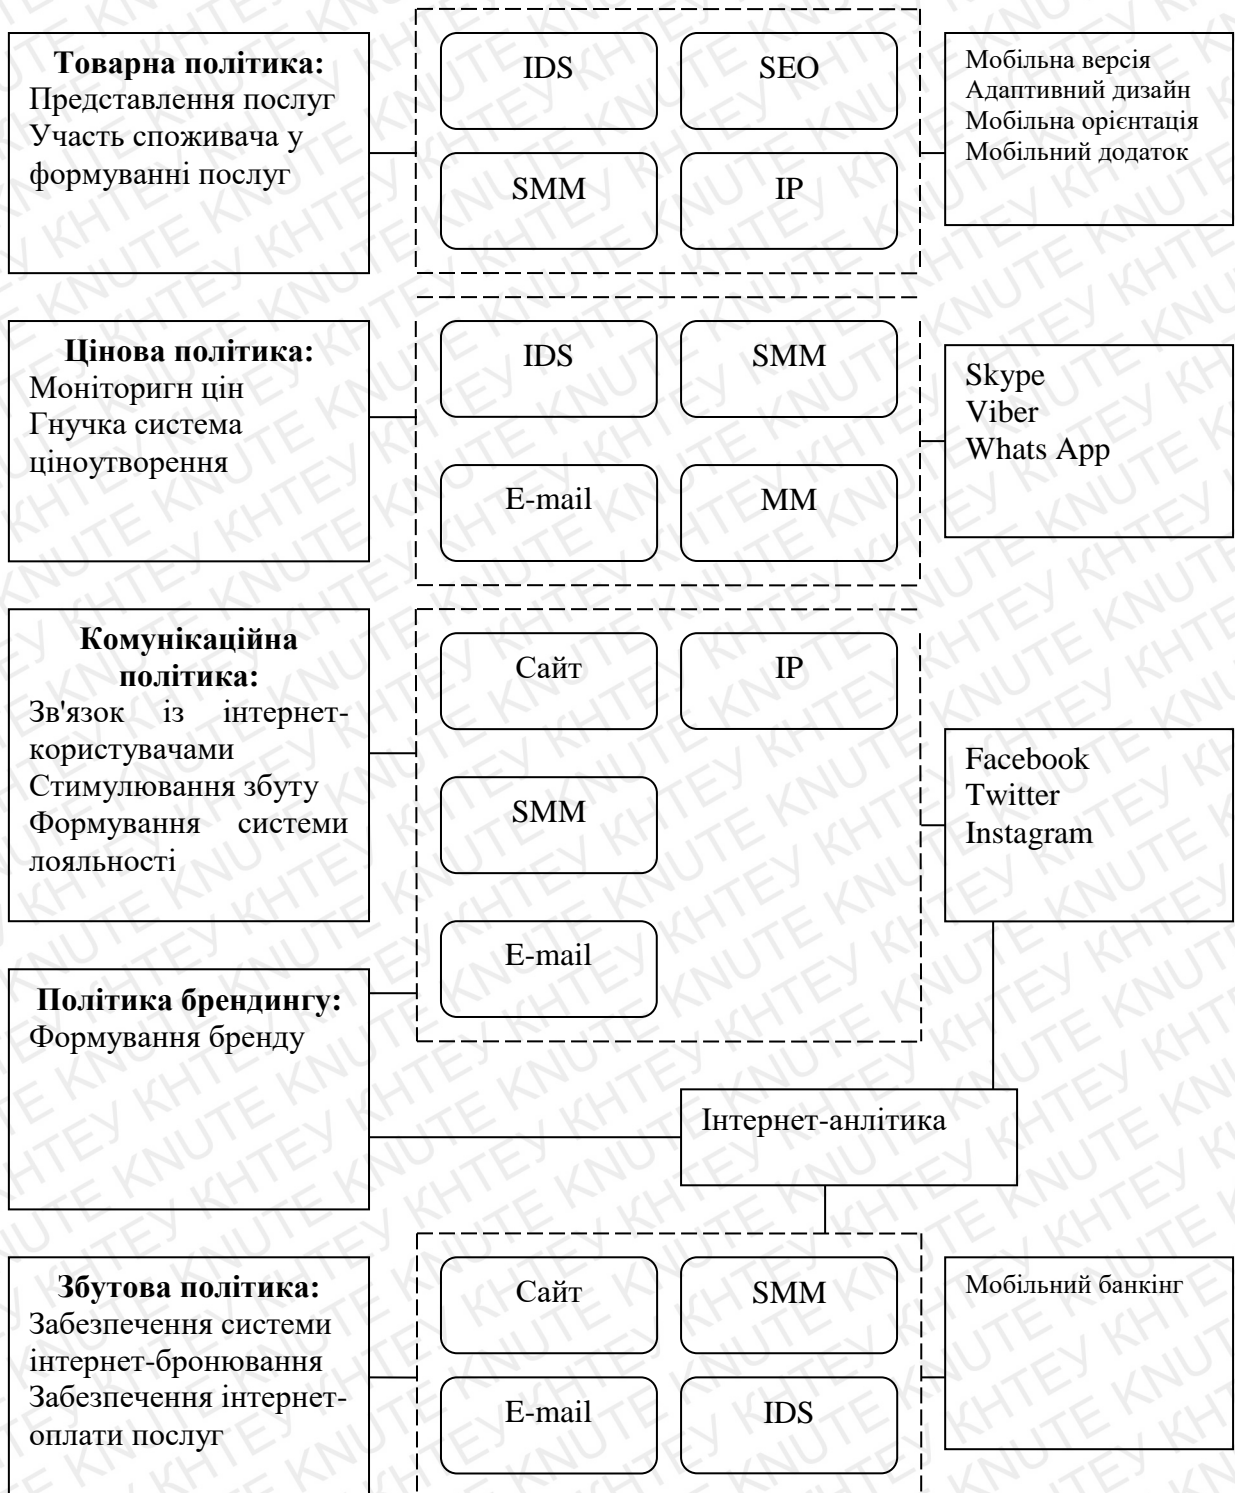 Товарна політика:
Представлення послуг
Участь споживача у
формуванні послуг
IDS
SEO
SMM
IP
Мобільна версія
Адаптивний дизайн
Мобільна орієнтація
Мобільний додаток
Цінова політика:
Моніторигн цін
Гнучка система
ціноутворення
IDS
SMM
E-mail
MM
Skype
Viber
Whats App
Комунікаційна
політика:
Зв'язок із інтернет-
користувачами
Стимулювання збуту
Формування системи
лояльності
Сайт
IP
SMM
E-mail
Facebook
Twitter
Instagram
Політика брендингу:
Формування бренду
Інтернет-анлітика
Збутова політика:
Забезпечення системи
інтернет-бронювання
Забезпечення інтернет-
оплати послуг
Сайт
SMM
E-mail
IDS
Мобільний банкінг